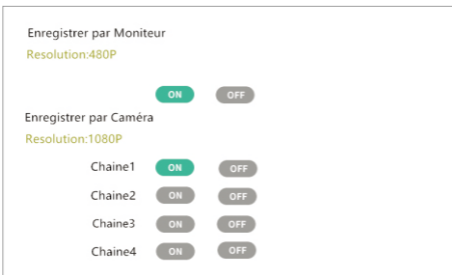 Enregistrer par Moniteur
Resolution:480P
ON OFF
Enregistrer par Caméra
Resolution:1080P
Chaine1 ON OFF
Chaine2 ON OFF
Chaine3 ON OFF
Chaine4 ON OFF